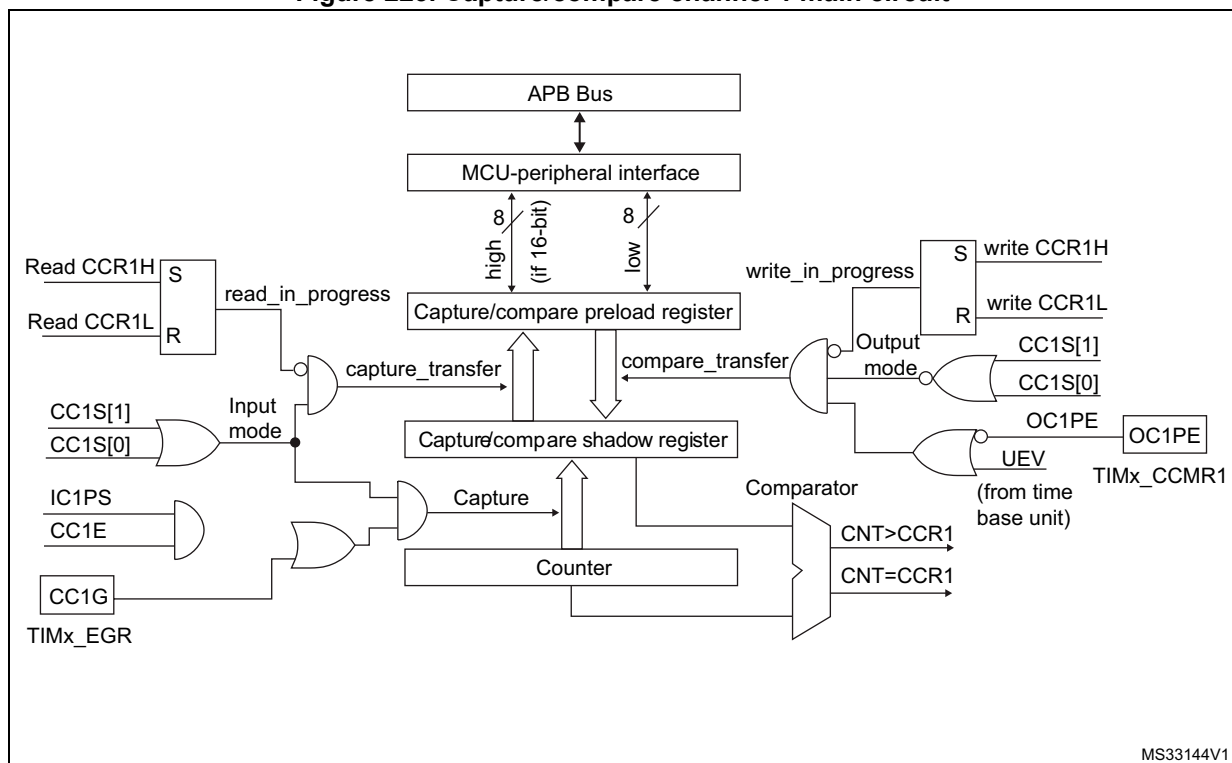 Figure 225. Capture/compare channel 1 main circuit
APB Bus
MCU-peripheral interface
8
high
(if 16-bit)
8
low
Read CCR1H
S
read_in_progress
Read CCR1L
R
write_in_progress
S
write CCR1H
R
write CCR1L
Capture/compare preload register
capture_transfer
compare_transfer
Output
mode
CC1S[1]
CC1S[0]
CC1S[1]
CC1S[0]
Input
mode
Capture/compare shadow register
OC1PE
OC1PE
UEV
TIMx_CCMR1
(from time
base unit)
IC1PS
CC1E
Capture
Comparator
CNT>CCR1
Counter
CNT=CCR1
CC1G
TIMx_EGR
MS33144V1